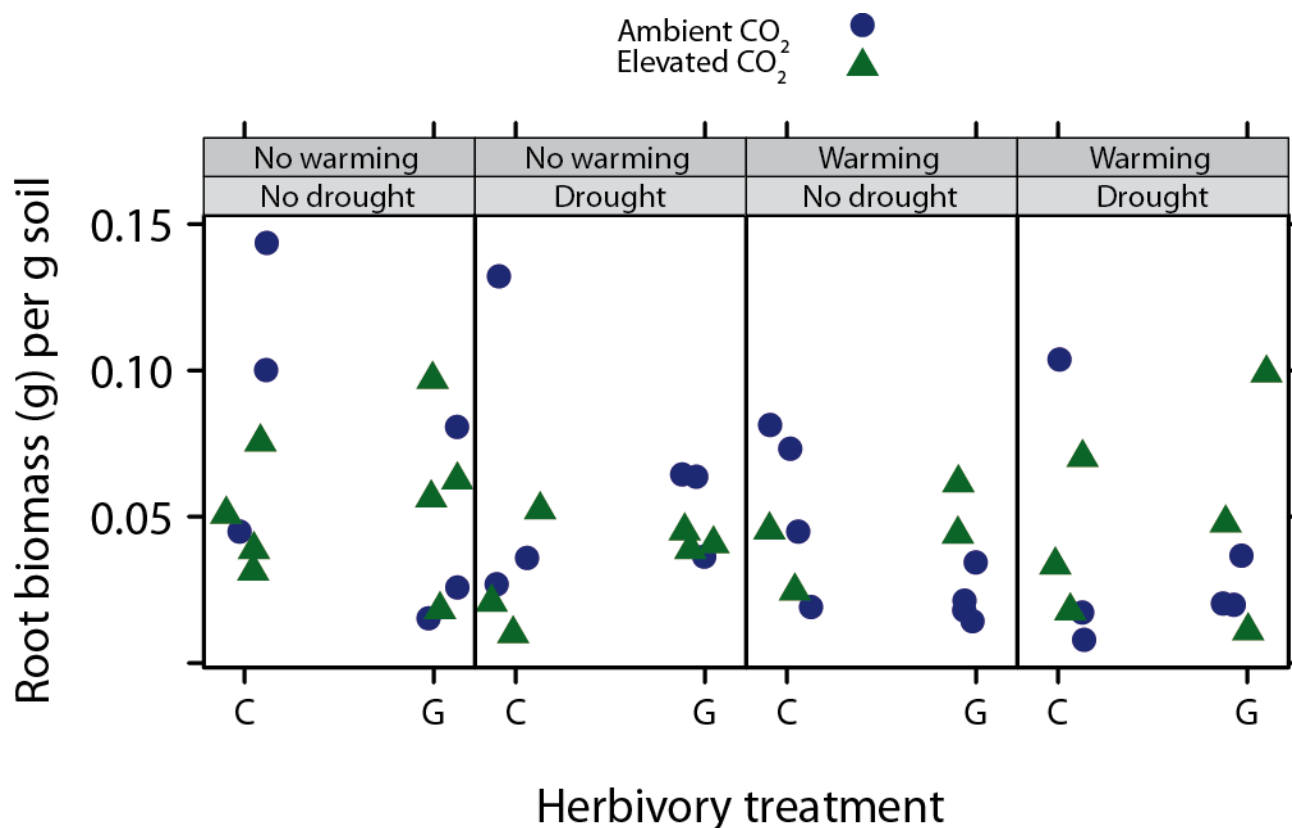 Ambient CO2
Elevated CO2
No warming No warming Warming Warming
No drought Drought No drought Drought
Root biomass (g) per g soil
0.15
0.10
0.05
C G C G C G C G
Herbivory treatment